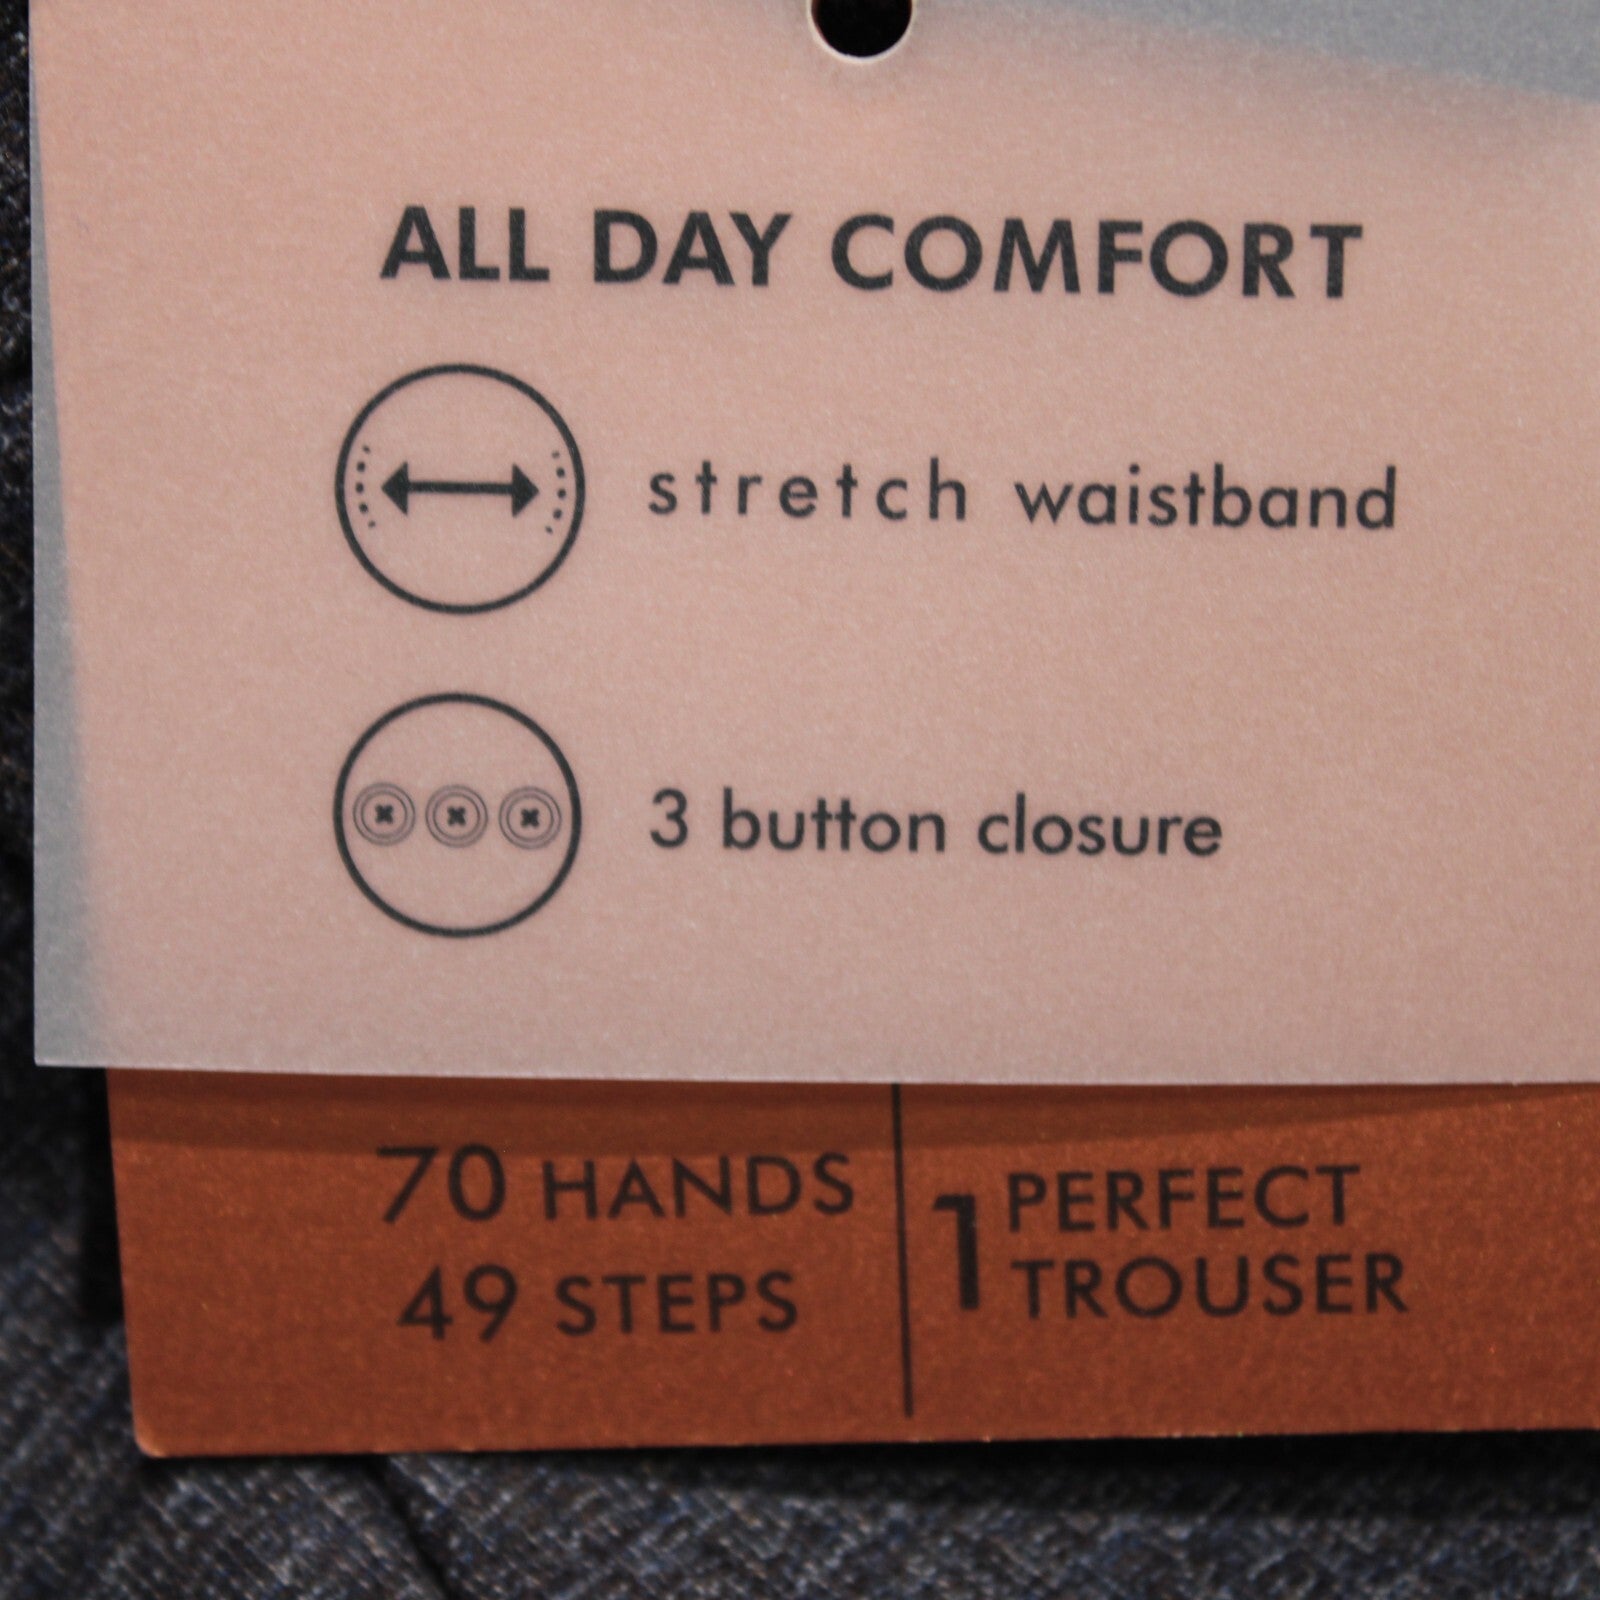 ALL DAY COMFORT
stretch waistband
3 button closure
70 HANDS
49 STEPS
1 PERFECT
TROUSER